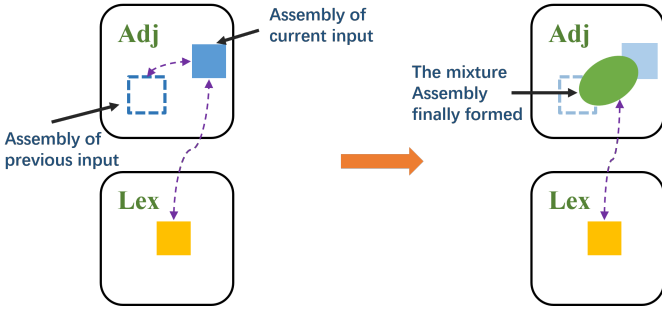 Adj
Assembly of
current input
Assembly of
previous input
Lex
Adj
The mixture
Assembly
finally formed
Lex